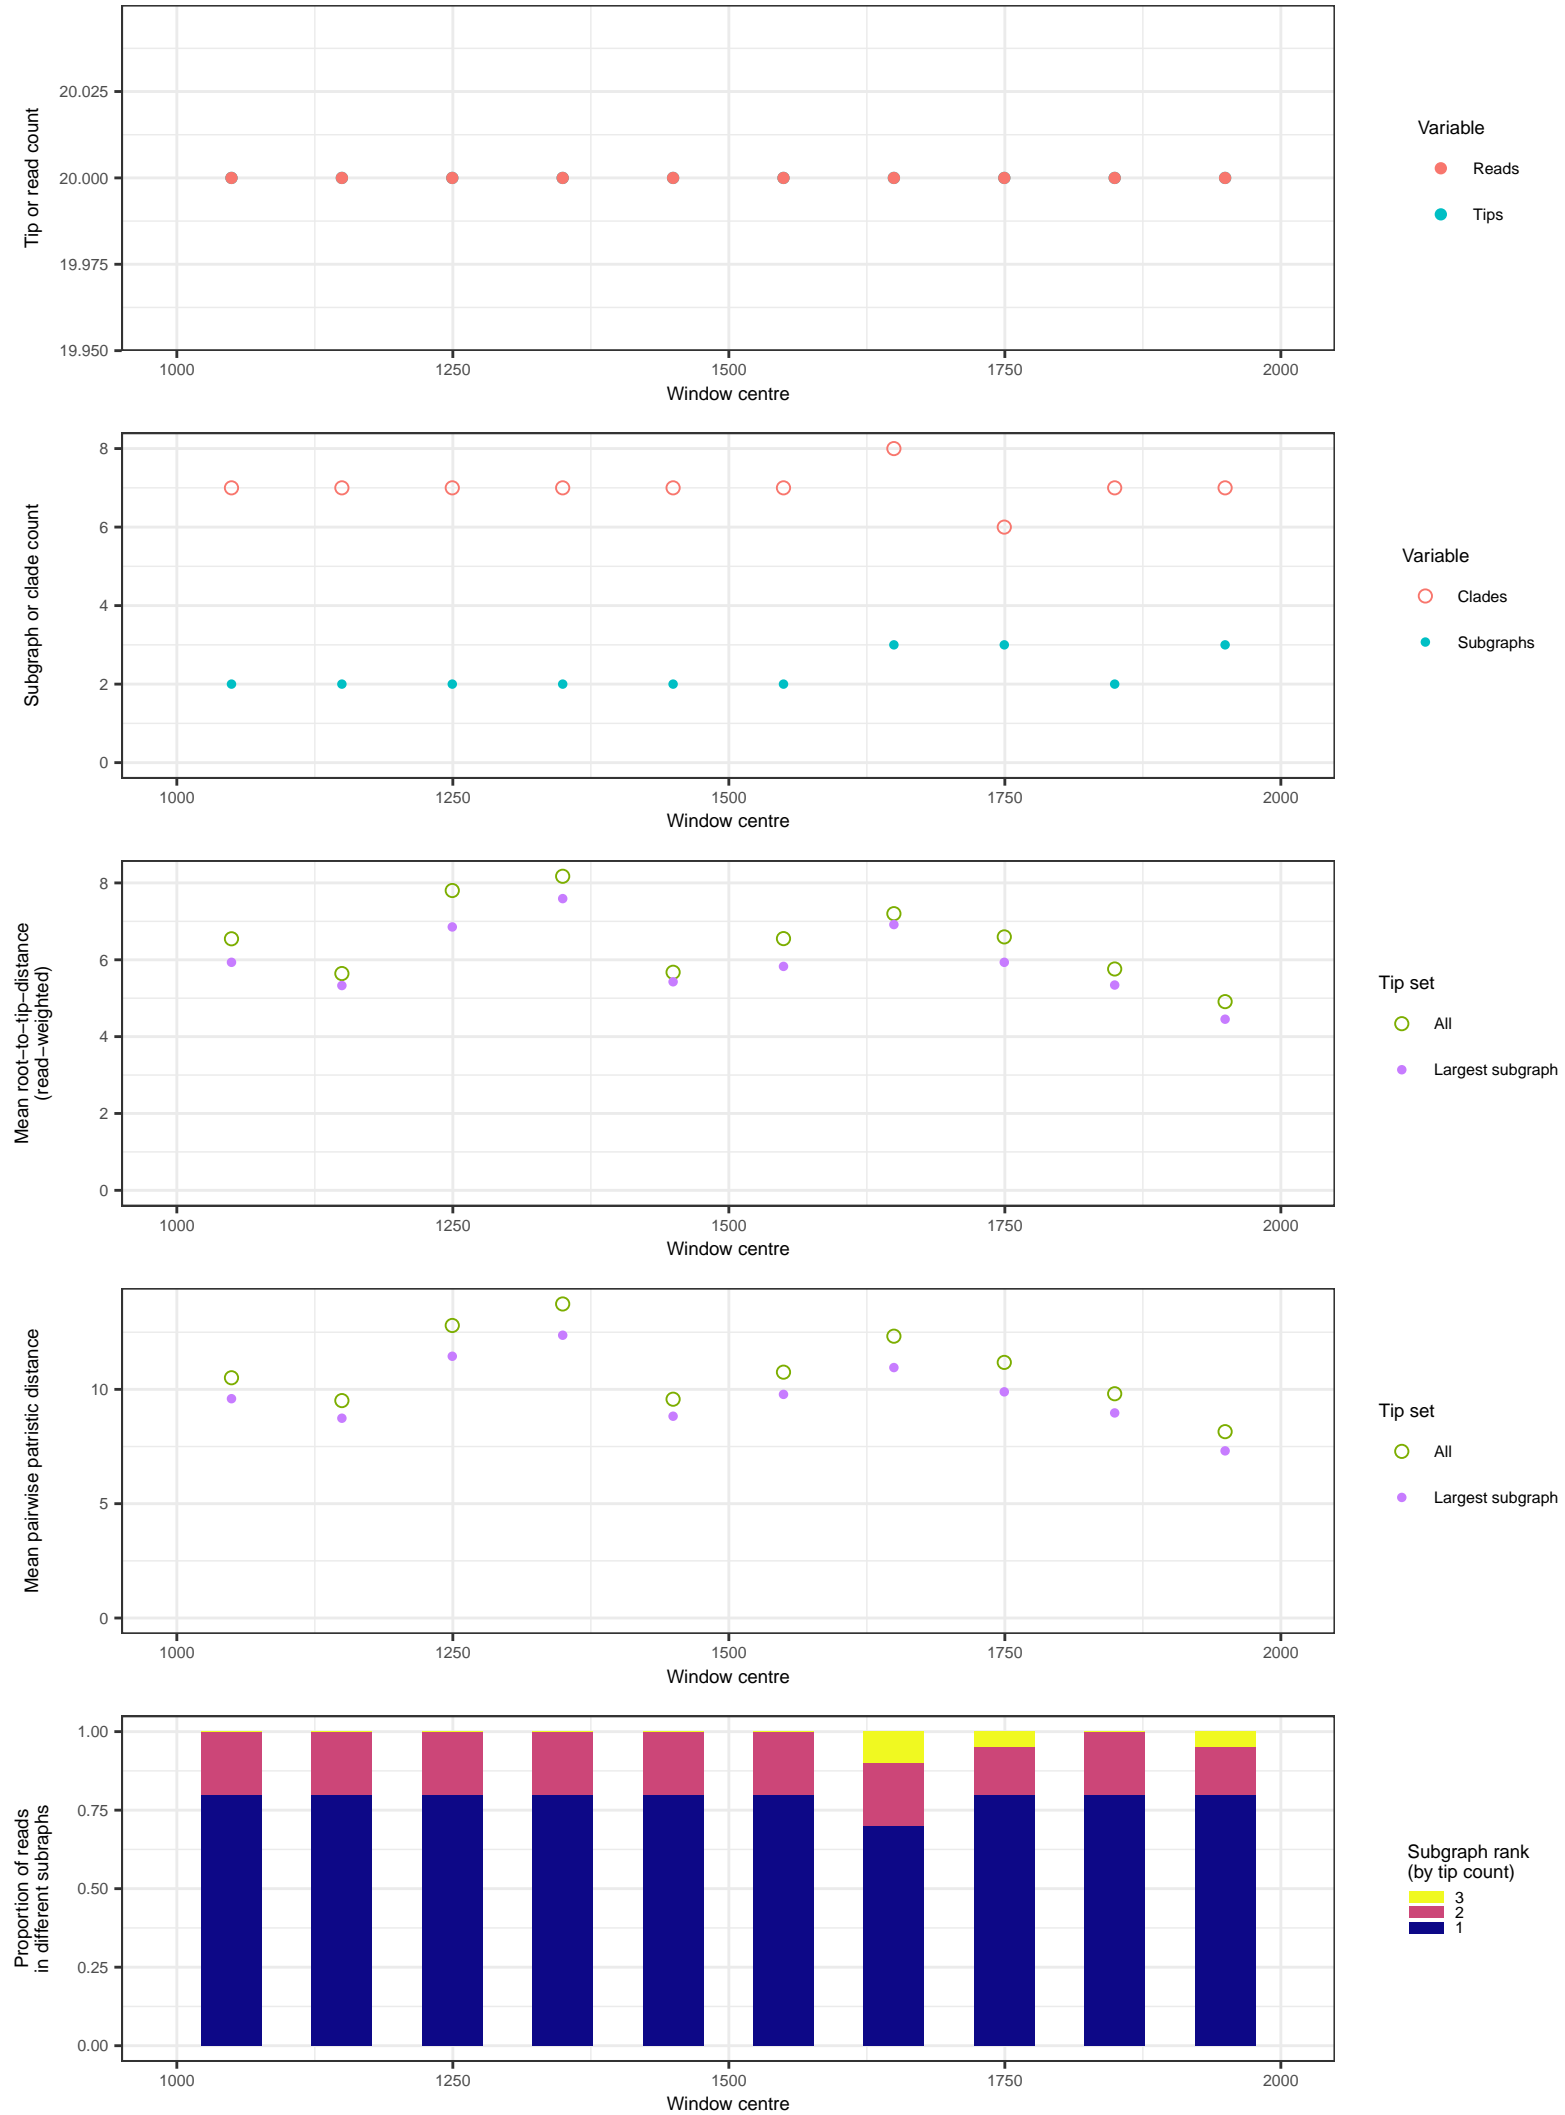 Tip or read count
20.025
20.000
19.975
19.950
1000 1250 1500 1750 2000
Window centre
Variable
Reads
Tips
Subgraph or clade count
8
6
4
2
0
1000 1250 1500 1750 2000
Window centre
Variable
Clades
Subgraphs
Mean root−to−tip−distance
(read−weighted)
8
6
4
2
0
1000 1250 1500 1750 2000
Window centre
Tip set
All
Largest subgraph
Mean pairwise patristic distance
10
5
0
1000 1250 1500 1750 2000
Window centre
Tip set
All
Largest subgraph
Proportion of reads
in different subraphs
1.00
0.75
0.50
0.25
0.00
1000 1250 1500 1750 2000
Window centre
Subgraph rank
(by tip count)
3
2
1